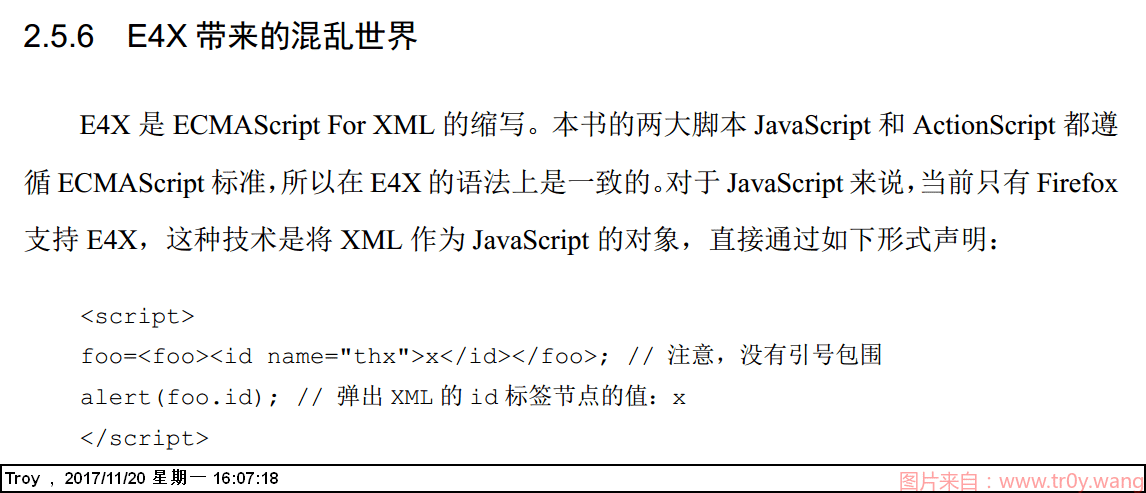 2.5.6 E4X 带来的混乱世界
E4X 是 ECMAScript For XML 的缩写。本书的两大脚本 JavaScript 和 ActionScript 都遵
循 ECMAScript 标准,所以在 E4X 的语法上是一致的。对于 JavaScript 来说,当前只有 Firefox
支持 E4X，这种技术是将 XML 作为 JavaScript 的对象，直接通过如下形式声明：
<script>
foo=<foo><id name="thx">x</id></foo>; // 注意，没有引号包围
alert(foo.id); // 弹出 XML 的 id 标签节点的值：x
</script>
Troy , 2017/11/20 星期一 16:07:18
图片来自：www.tr0y.wang